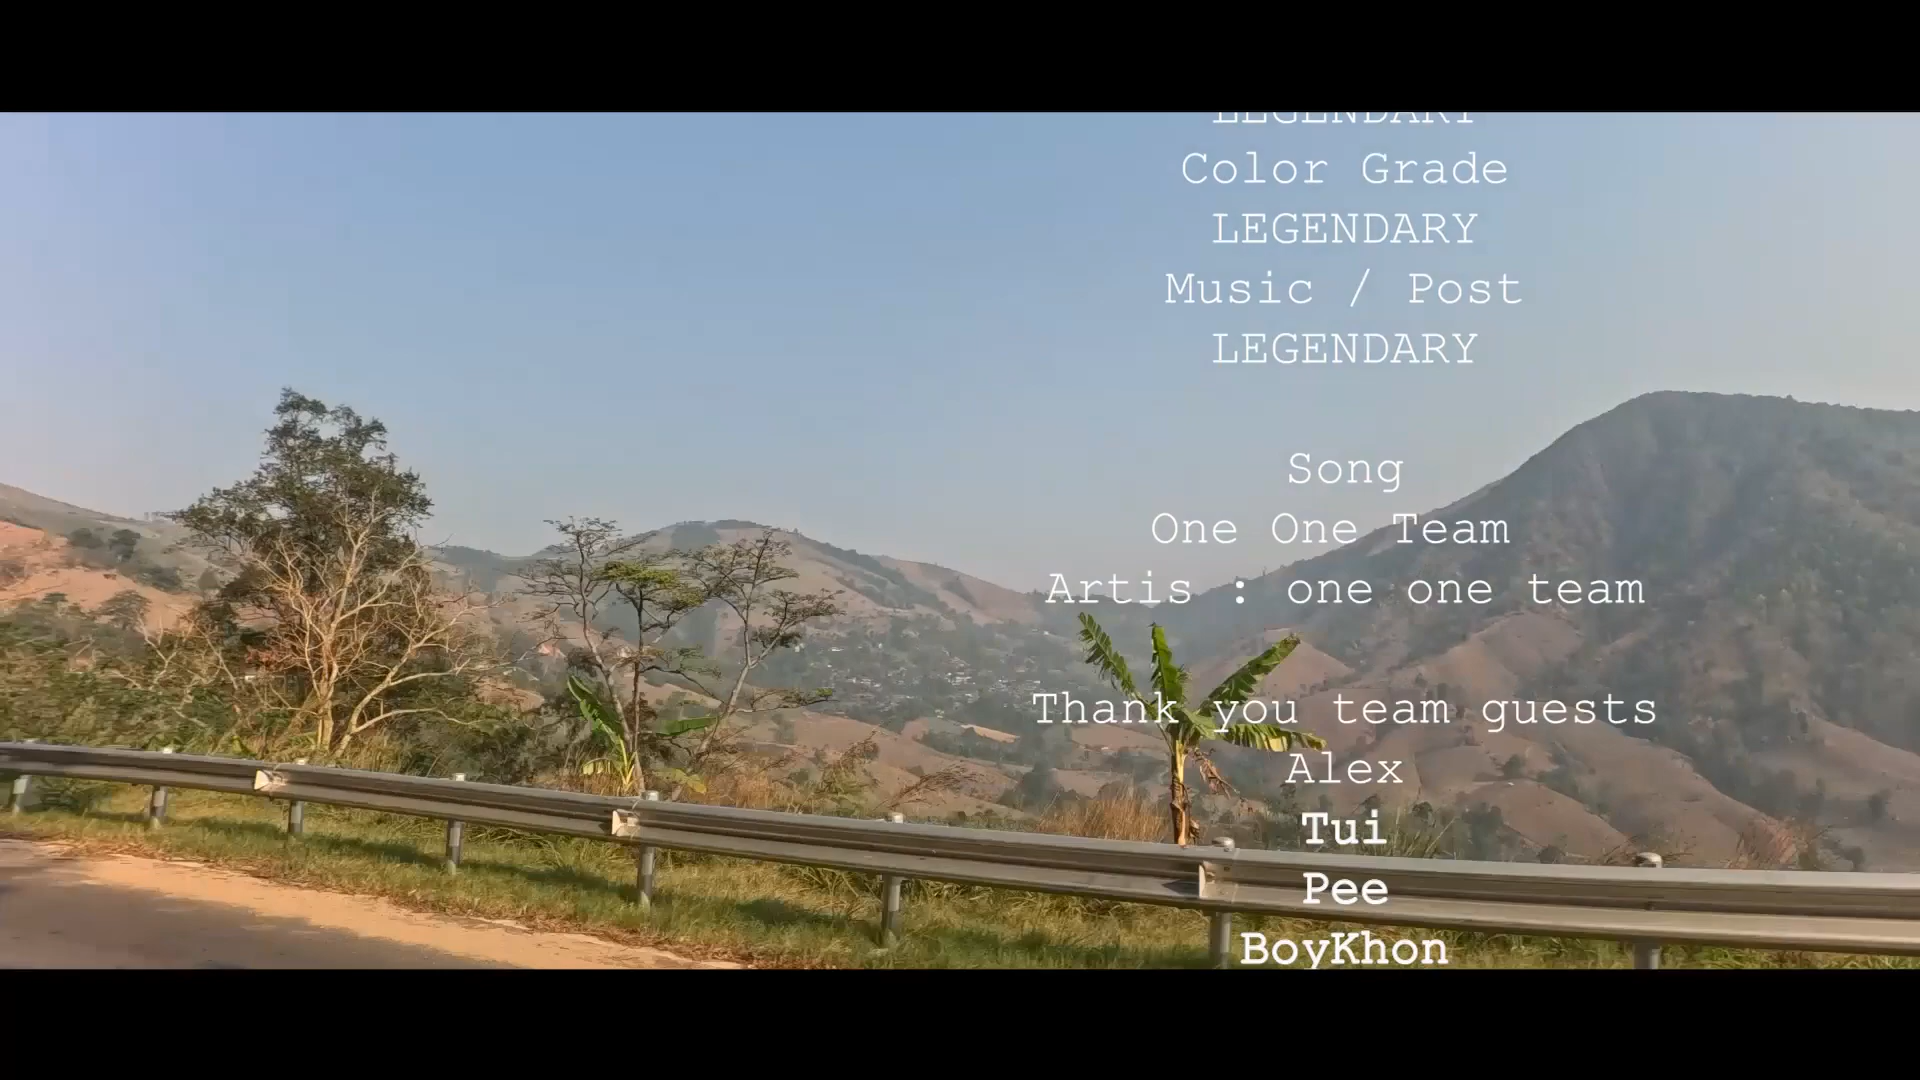 LEGENDARY
Color Grade
LEGENDARY
Music / Post
LEGENDARY
Song
One One Team
Artis : one one team
Thank you team guests
Alex
Tui
Pee
BoyKhon